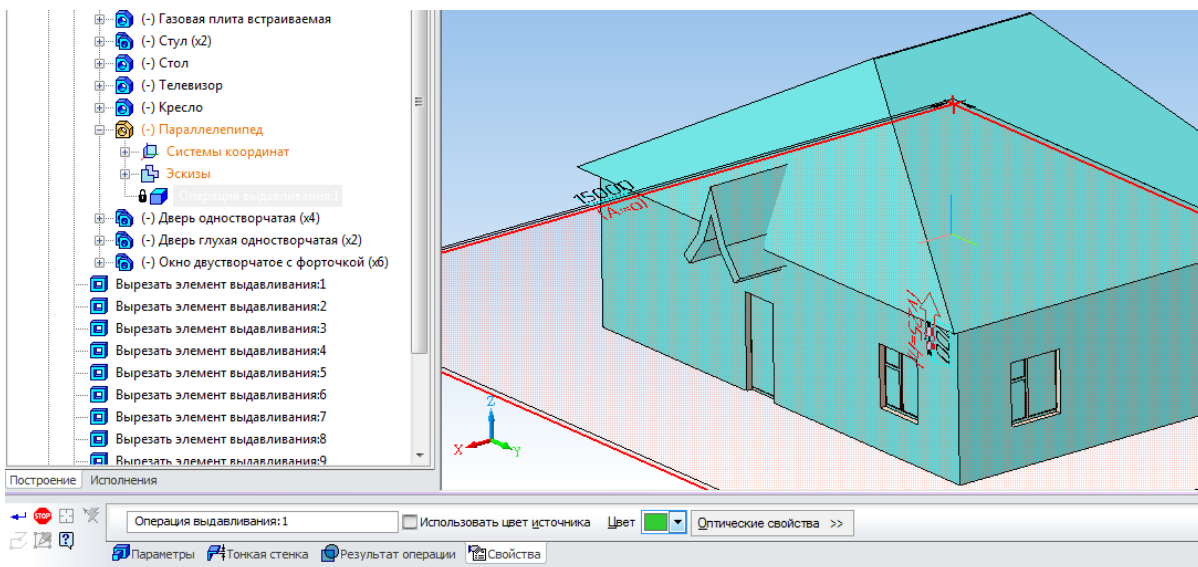 (-) Газовая плита встраиваемая
(-) Стул (x2)
(-) Стол
(-) Телевизор
(-) Кресло
(-) Параллелепипед
Системы координат
Эскизы
Операция выдавливания:1
(-) Дверь одностворчатая (x4)
(-) Дверь глухая одностворчатая (x2)
(-) Окно двустворчатое с форточкой (x6)
Вырезать элемент выдавливания:1
Вырезать элемент выдавливания:2
Вырезать элемент выдавливания:3
Вырезать элемент выдавливания:4
Вырезать элемент выдавливания:5
Вырезать элемент выдавливания:6
Вырезать элемент выдавливания:7
Вырезать элемент выдавливания:8
Вырезать элемент выдавливания:9
15000
Z
X
Y
Построение Исполнения
STOP
Операция выдавливания:1 Использовать цвет источника Цвет Оптические свойства >>
Параметры Тонкая стенка Результат операции Свойства